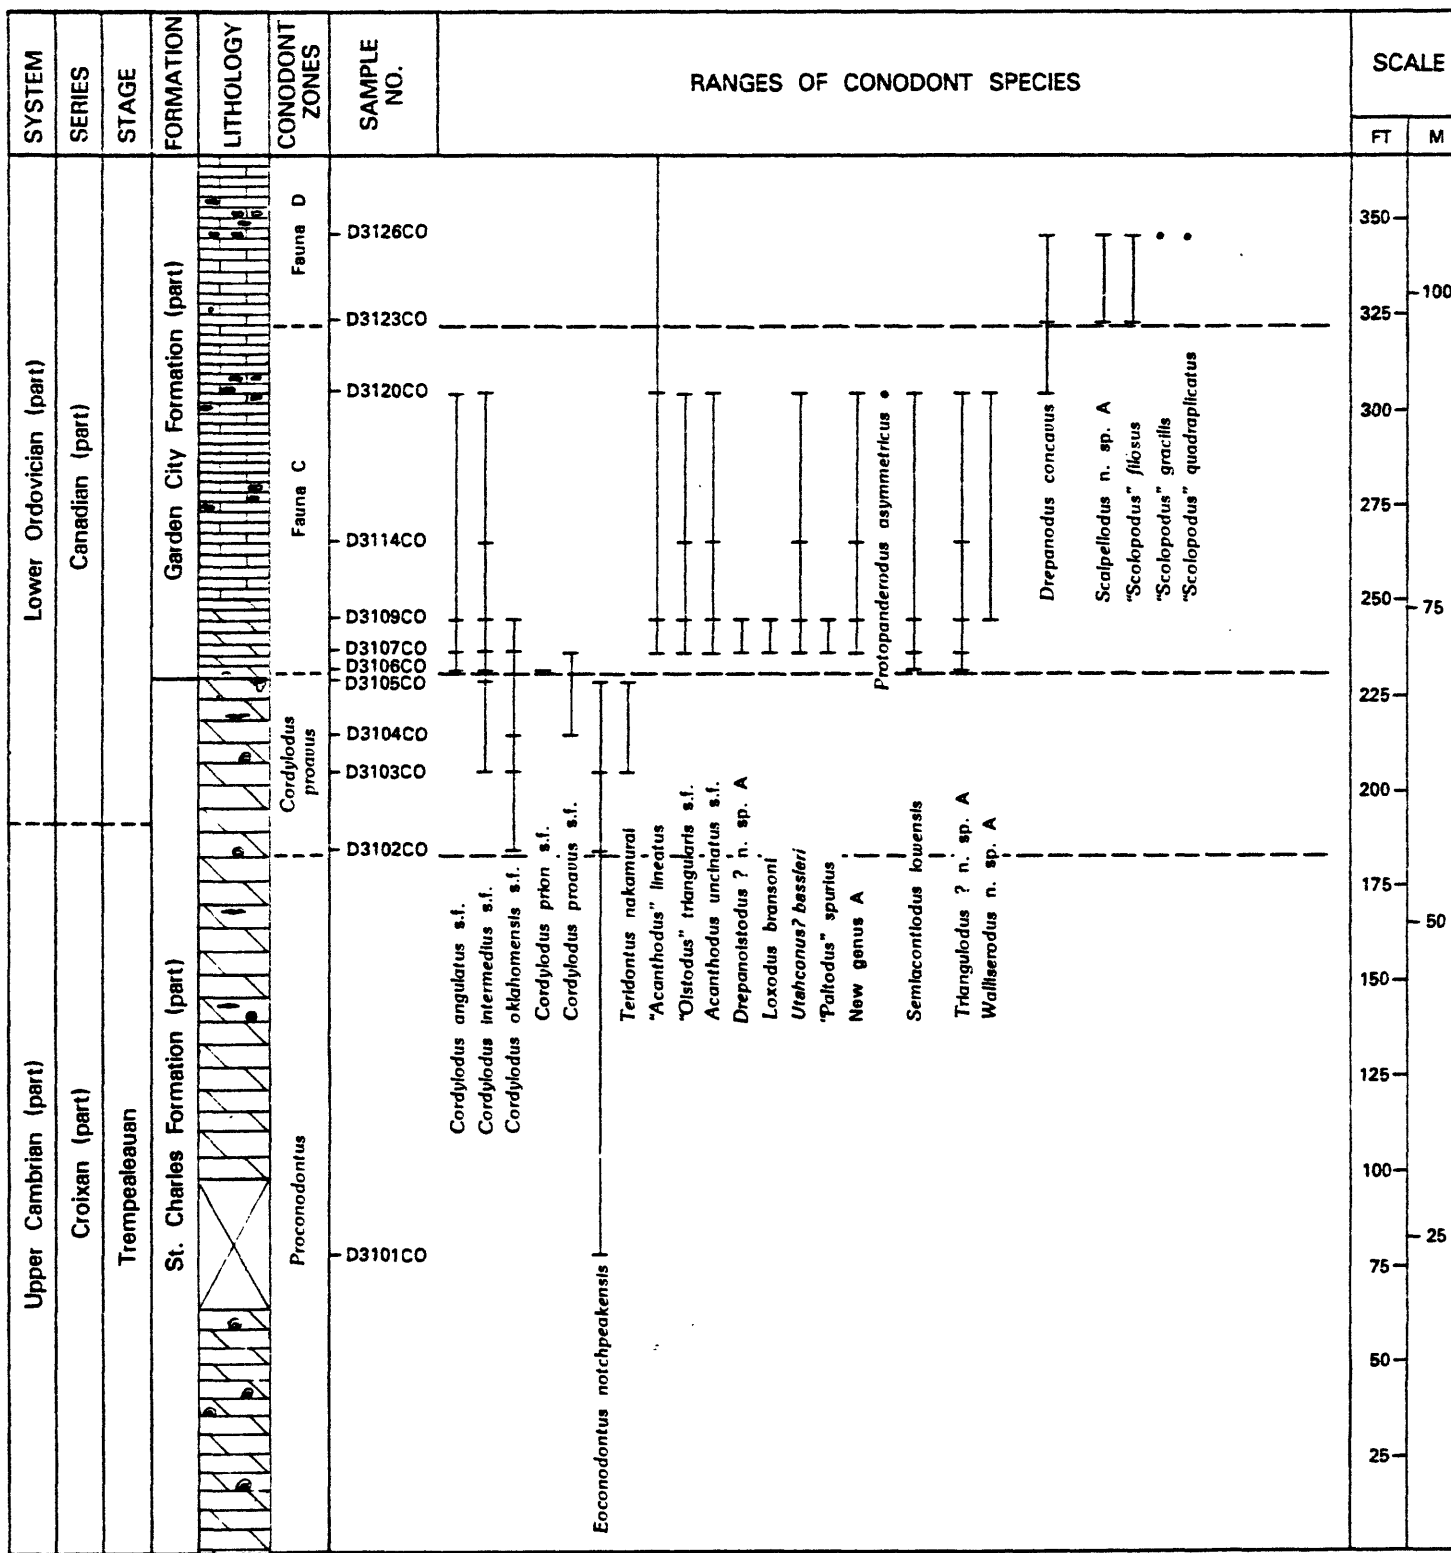 SYSTEM
SERIES
STAGE
FORMATION
LITHOLOGY
CONODONT
ZONES
SAMPLE
NO.
RANGES OF CONODONT SPECIES
SCALE
FT
M
Lower Ordovician (part)
Upper Cambrian (part)
Canadian (part)
Croixan (part)
Trempealeauan
Garden City Formation (part)
St. Charles Formation (part)
Fauna D
Fauna C
Cordylodus
proavus
Proconodontus
D3126CO
D3123CO
D3120CO
D3114CO
D3109CO
D3107CO
D3106CO
D3105CO
D3104CO
D3103CO
D3102CO
D3101CO
Cordylodus angulatus s.f.
Cordylodus intermedius s.f.
Cordylodus oklahomensis s.f.
Cordylodus prion s.f.
Cordylodus proavus s.f.
Eoconodontus notchpeakensis
Teridontus nakamurai
"Acanthodus" lineatus
"Oistodus" triangularis s.f.
Acanthodus uncinatus s.f.
Drepanoistodus ? n. sp. A
Loxodus bransoni
Utahconus? bassleri
"Paltodus" spurius
New genus A
Protopanderodus asymmetricus
Semiacontiodus iowensis
Triangulodus ? n. sp. A
Walliserodus n. sp. A
Drepanodus concavus
Scalpellodus n. sp. A
"Scolopodus" filosus
"Scolopodus" gracilis
"Scolopodus" quadraplicatus
350
325
300
275
250
225
200
175
150
125
100
75
50
25
100
75
50
25